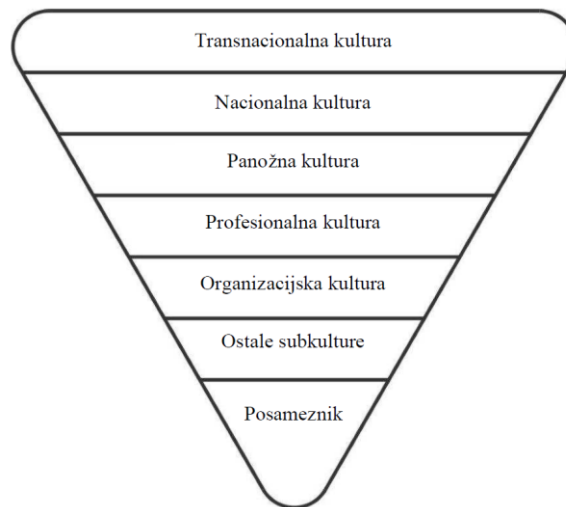 Transnacionalna kultura
Nacionalna kultura
Panožna kultura
Profesionalna kultura
Organizacijska kultura
Ostale subkulture
Posameznik